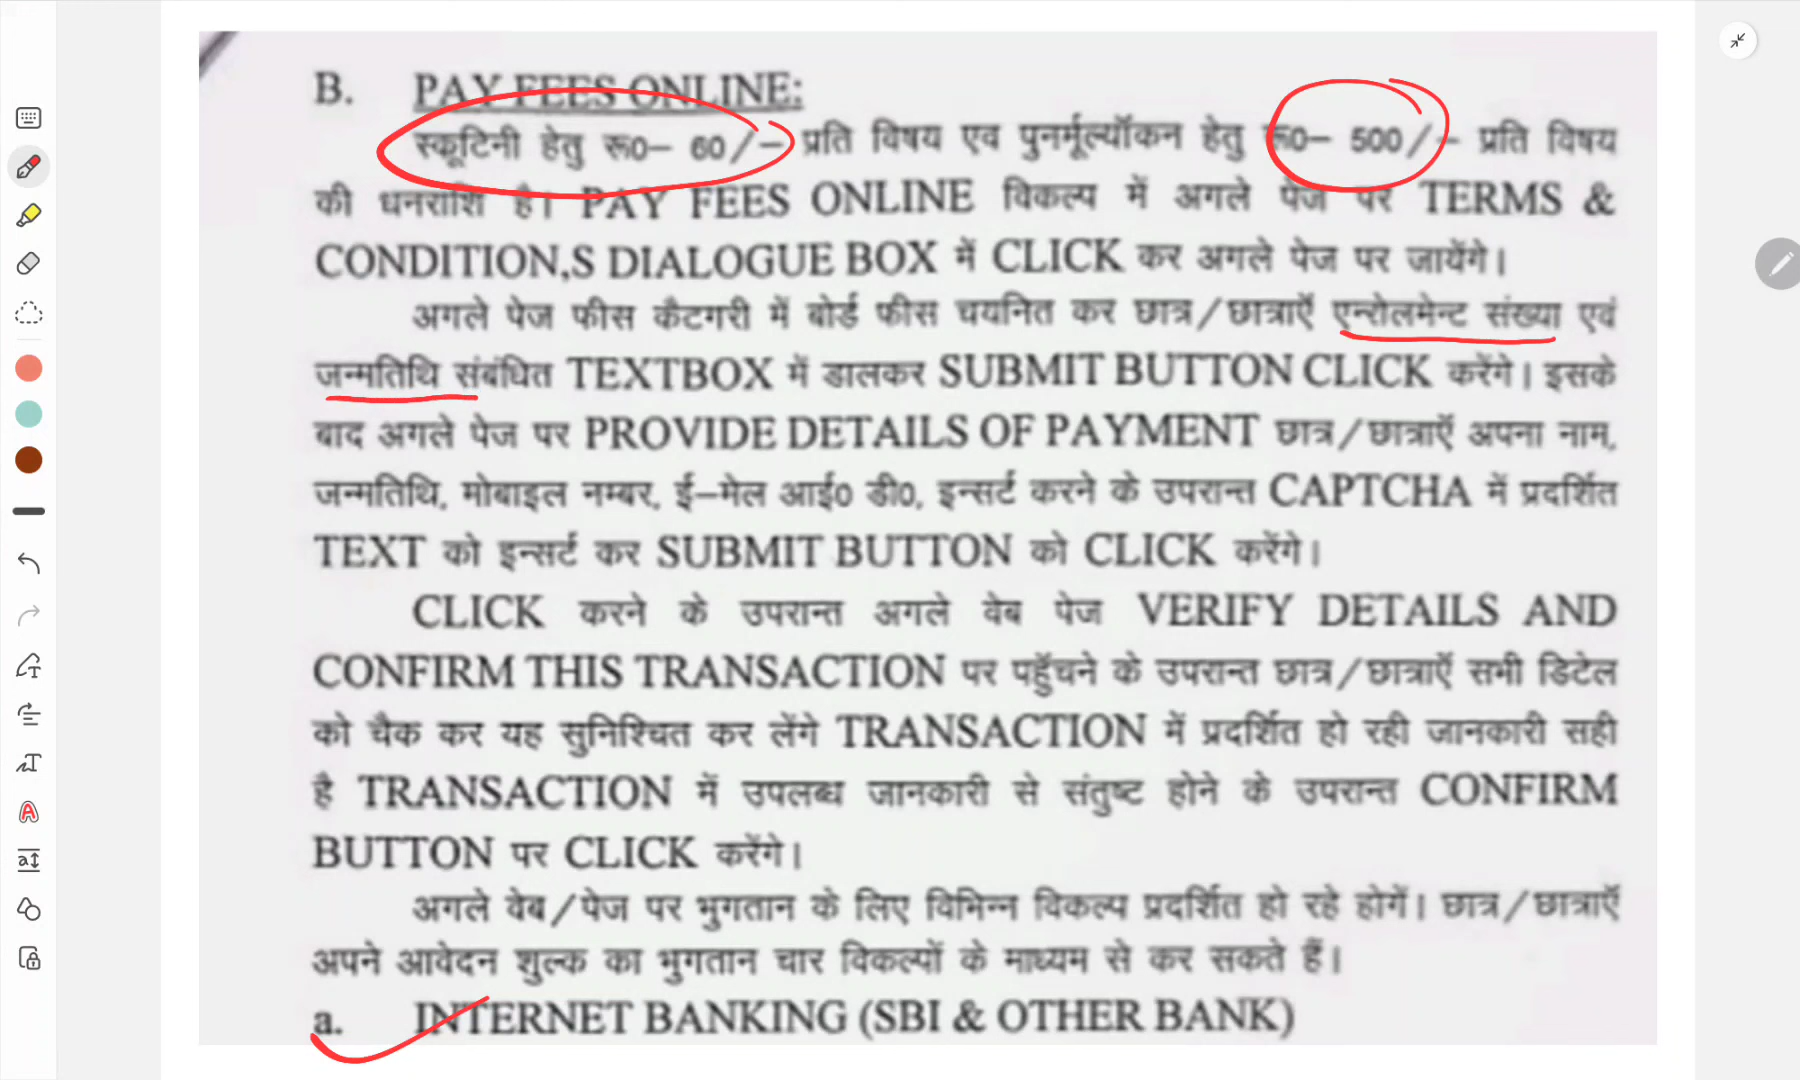 B. PAY FEES ONLINE:
स्कूटिनी हेतु रू0– 60/– प्रति विषय एव पुनर्मूल्यॉकन हेतु रू0– 500/– प्रति विषय
की धनराशि है। PAY FEES ONLINE विकल्प में अगले पेज पर TERMS &
CONDITION,S DIALOGUE BOX में CLICK कर अगले पेज पर जायेंगे।
अगले पेज फीस कैटगरी में बोर्ड फीस चयनित कर छात्र/छात्राऍ एन्रोलमेन्ट संख्या एवं
जन्मतिथि संबंधित TEXTBOX में डालकर SUBMIT BUTTON CLICK करेंगे। इसके
बाद अगले पेज पर PROVIDE DETAILS OF PAYMENT छात्र/छात्राऍ अपना नाम,
जन्मतिथि, मोबाइल नम्बर, ई–मेल आई0 डी0, इन्सर्ट करने के उपरान्त CAPTCHA में प्रदर्शित
TEXT को इन्सर्ट कर SUBMIT BUTTON को CLICK करेंगे।
CLICK करने के उपरान्त अगले वेब पेज VERIFY DETAILS AND
CONFIRM THIS TRANSACTION पर पहुॅचने के उपरान्त छात्र/छात्राऍ सभी डिटेल
को चैक कर यह सुनिश्चित कर लेंगे TRANSACTION में प्रदर्शित हो रही जानकारी सही
है TRANSACTION में उपलब्ध जानकारी से संतुष्ट होने के उपरान्त CONFIRM
BUTTON पर CLICK करेंगे।
अगले वेब/पेज पर भुगतान के लिए विभिन्न विकल्प प्रदर्शित हो रहे होगें। छात्र/छात्राऍ
अपने आवेदन शुल्क का भुगतान चार विकल्पों के माध्यम से कर सकते हैं।
a. INTERNET BANKING (SBI & OTHER BANK)